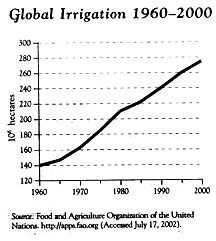 Global Irrigation 1960–2000
300
280
260
240
220
200
180
160
140
120
10⁶ hectares
1960 1970 1980 1990 2000
Source: Food and Agriculture Organization of the United
Nations. http://apps.fao.org (Accessed July 17, 2002).